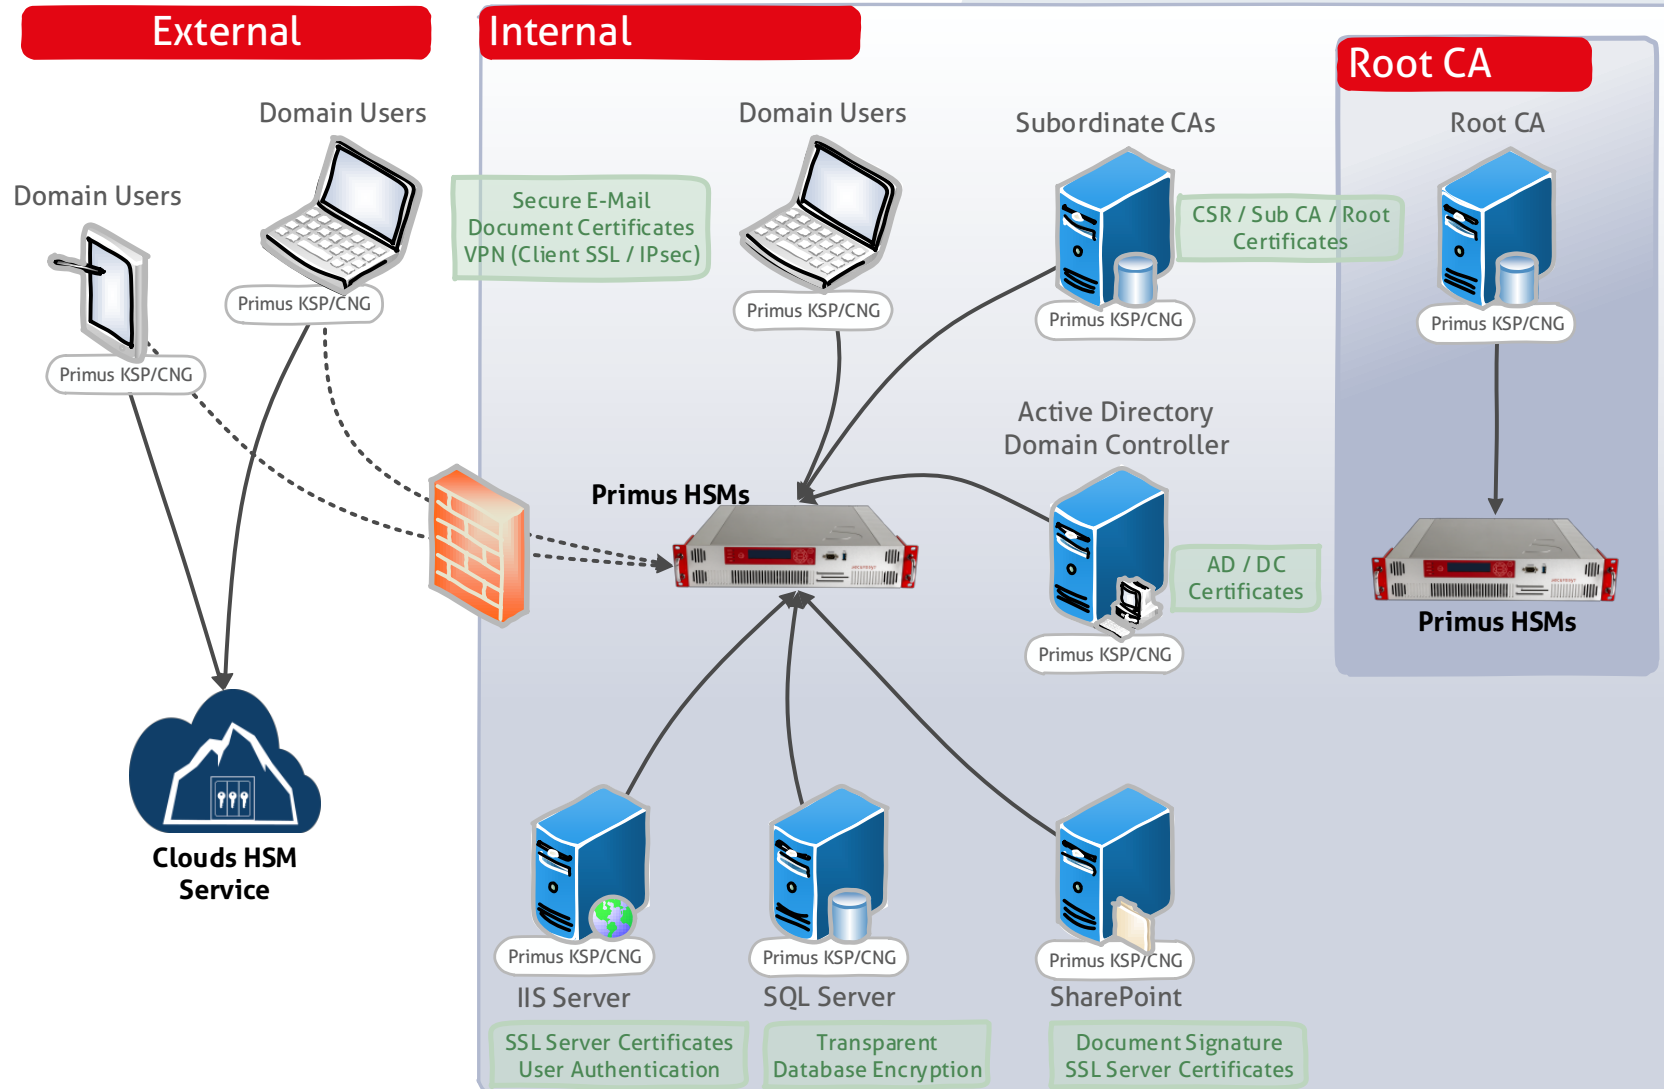 External
Internal
Root CA
Domain Users
Domain Users
Domain Users
Subordinate CAs
Root CA
Secure E-Mail
Document Certificates
VPN (Client SSL / IPsec)
CSR / Sub CA / Root
Certificates
Primus KSP/CNG
Primus KSP/CNG
Primus KSP/CNG
Primus KSP/CNG
Primus KSP/CNG
Active Directory
Domain Controller
Primus HSMs
AD / DC
Certificates
Primus KSP/CNG
Primus HSMs
Clouds HSM
Service
Primus KSP/CNG
Primus KSP/CNG
Primus KSP/CNG
IIS Server
SQL Server
SharePoint
SSL Server Certificates
User Authentication
Transparent
Database Encryption
Document Signature
SSL Server Certificates